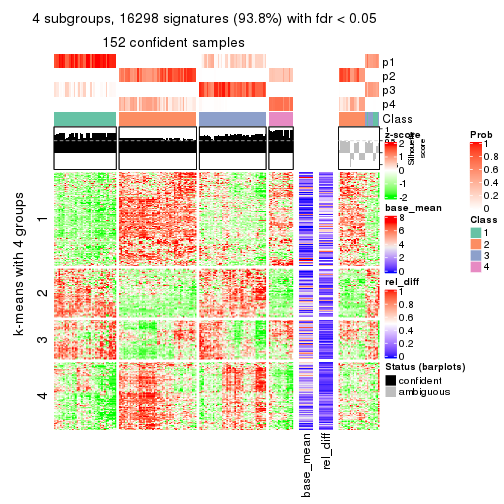 4 subgroups, 16298 signatures (93.8%) with fdr < 0.05
152 confident samples
p1
p2
p3
p4
Class
1
0
Silhouette
score
k-means with 4 groups
1
2
3
4
base_mean
rel_diff
z-score
2
1
0
-1
-2
base_mean
8
6
4
2
0
rel_diff
1
0.8
0.6
0.4
0.2
0
Status (barplots)
confident
ambiguous
Prob
1
0.8
0.6
0.4
0.2
0
Class
1
2
3
4